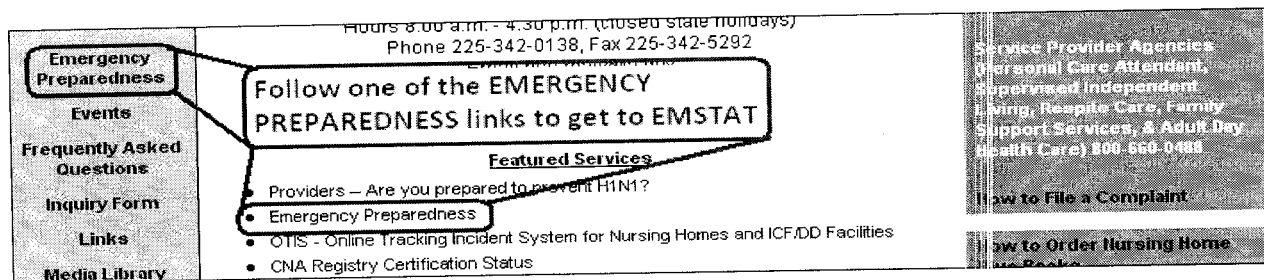 Hours 8:00 a.m. - 4:30 p.m. (closed state holidays)
Phone 225-342-0138, Fax 225-342-5292
Emergency
Preparedness
Events
Frequently Asked
Questions
Inquiry Form
Links
Media Library
Follow one of the EMERGENCY
PREPAREDNESS links to get to EMSTAT
Featured Services
• Providers – Are you prepared to prevent H1N1?
• Emergency Preparedness
• OTIS - Online Tracking Incident System for Nursing Homes and ICF/DD Facilities
• CNA Registry Certification Status
Service Provider Agencies
(Personal Care Attendant,
Supervised Independent
Living, Respite Care, Family
Support Services, & Adult Day
Health Care) 800-660-0488
How to File a Complaint
How to Order Nursing Home